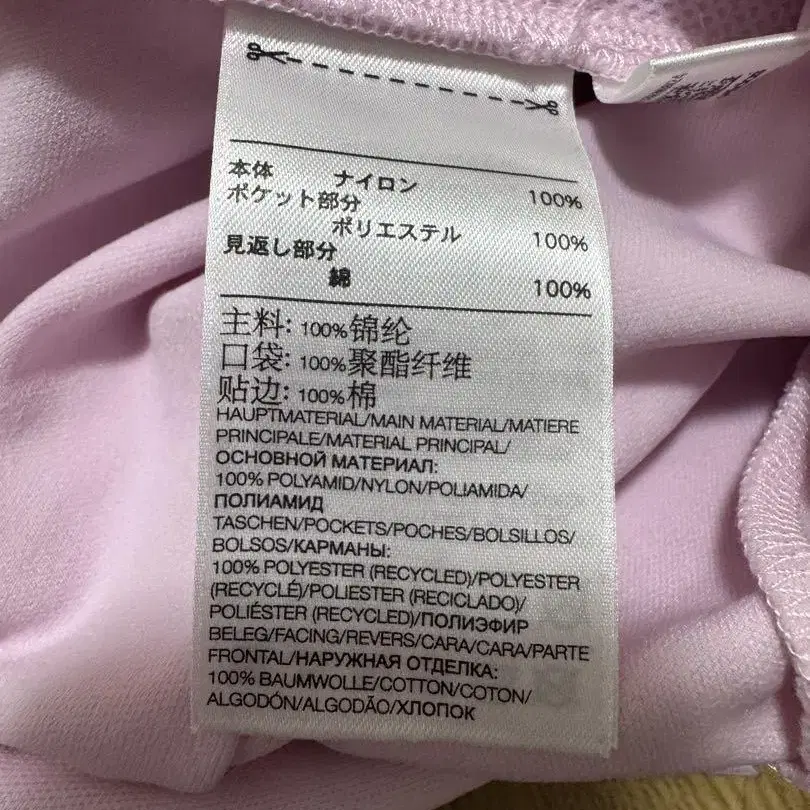 本体 ナイロン 100%
ポケット部分
ポリエステル 100%
見返し部分
綿 100%
主料: 100%锦纶
口袋: 100%聚酯纤维
贴边: 100%棉
HAUPTMATERIAL/MAIN MATERIAL/MATIERE
PRINCIPALE/MATERIAL PRINCIPAL/
ОСНОВНОЙ МАТЕРИАЛ:
100% POLYAMID/NYLON/POLIAMIDA/
ПОЛИАМИД
TASCHEN/POCKETS/POCHES/BOLSILLOS/
BOLSOS/КАРМАНЫ:
100% POLYESTER (RECYCLED)/POLYESTER
(RECYCLÉ)/POLIESTER (RECICLADO)/
POLIÉSTER (RECYCLED)/ПОЛИЭФИР
BELEG/FACING/REVERS/CARA/CARA/PARTE
FRONTAL/НАРУЖНАЯ ОТДЕЛКА:
100% BAUMWOLLE/COTTON/COTON/
ALGODÓN/ALGODÃO/ХЛОПОК